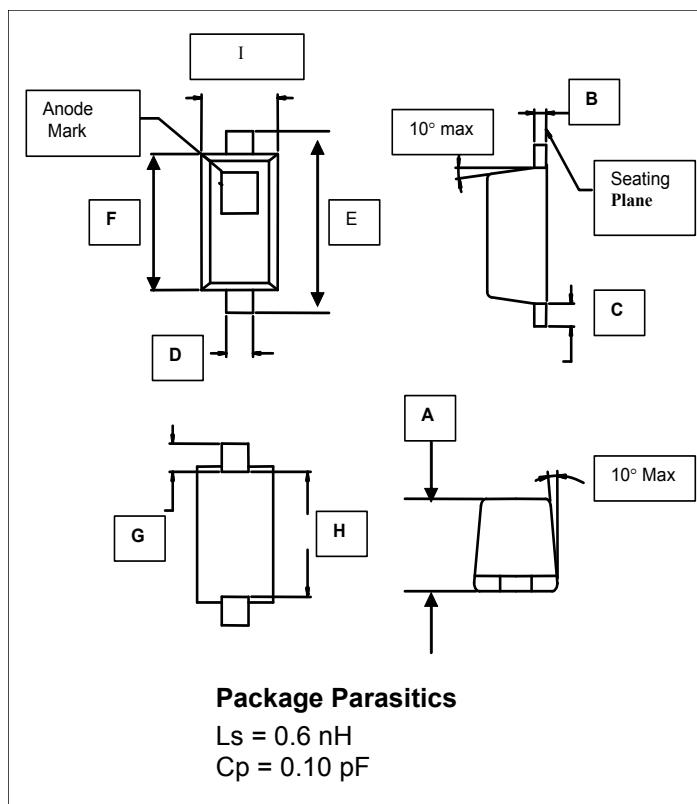 I
Anode
Mark
B
10° max
F
E
Seating
Plane
C
D
A
10° Max
G
H
Package Parasitics
Ls = 0.6 nH
Cp = 0.10 pF